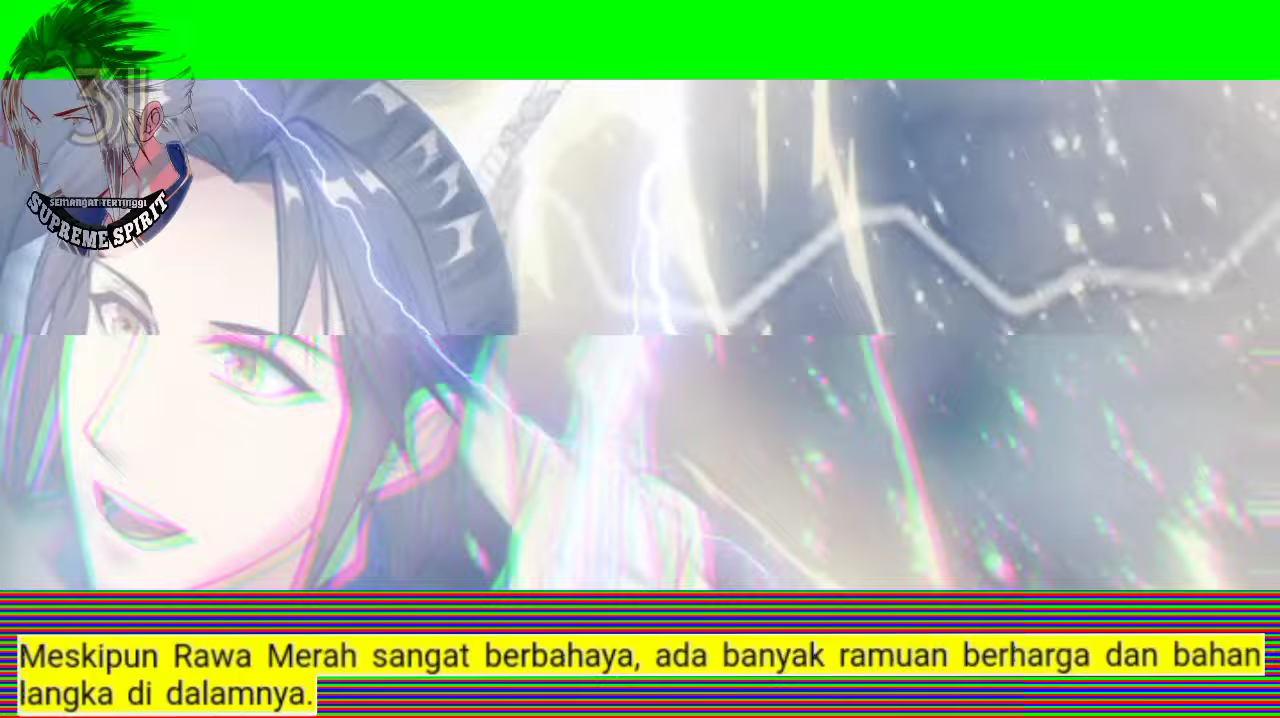 SEMANGAT TERTINGGI
SUPREME SPIRIT
Meskipun Rawa Merah sangat berbahaya, ada banyak ramuan berharga dan bahan
langka di dalamnya.